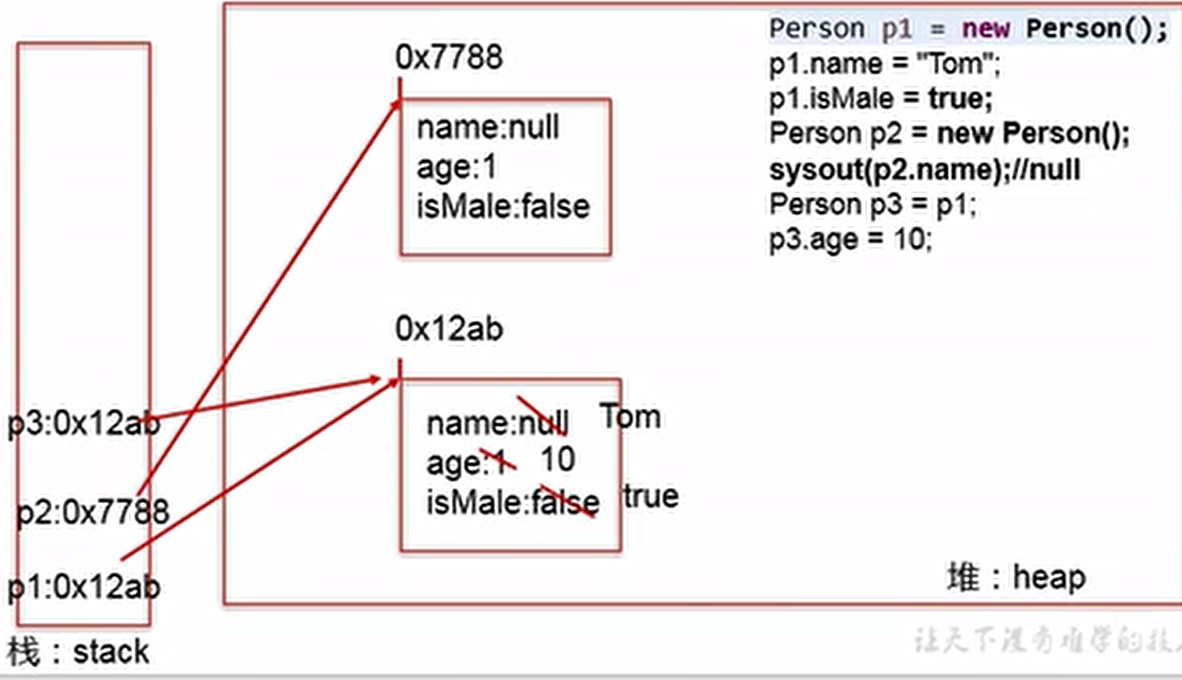 Person p1 = new Person();
p1.name = "Tom";
p1.isMale = true;
Person p2 = new Person();
sysout(p2.name);//null
Person p3 = p1;
p3.age = 10;
0x7788
name:null
age:1
isMale:false
0x12ab
name:null Tom
age:1 10
isMale:false true
p3:0x12ab
p2:0x7788
p1:0x12ab
堆：heap
栈：stack
让天下没有难学的技